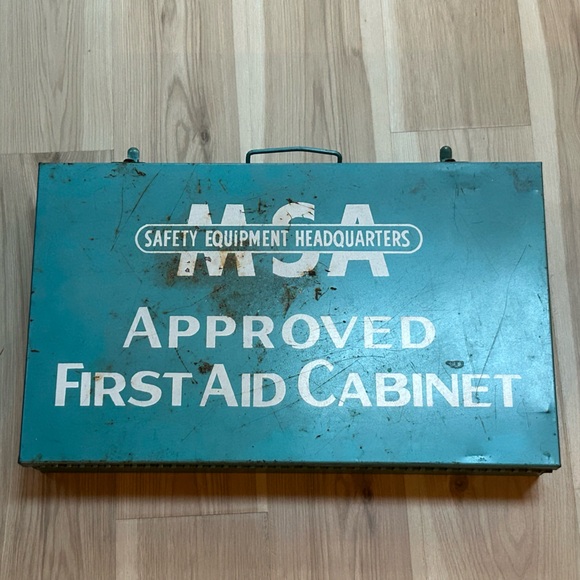 MSA
SAFETY EQUIPMENT HEADQUARTERS
APPROVED
FIRST AID CABINET